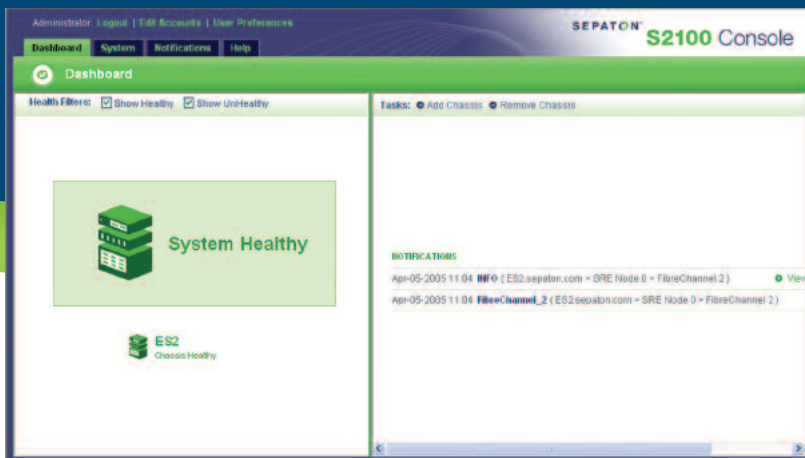 Administrator: Logout | Edit Accounts | User Preferences
SEPATON
S2100 Console
Dashboard System Notifications Help
Dashboard
Health Filters: Show Healthy Show UnHealthy
Tasks: Add Chassis Remove Chassis
System Healthy
ES2
Chassis Healthy
NOTIFICATIONS
Apr-05-2005 11:04 INFO ( ES2.sepaton.com > SRE Node 0 > FibreChannel 2 ) View
Apr-05-2005 11:04 FibreChannel_2 ( ES2.sepaton.com > SRE Node 0 > FibreChannel 2 )